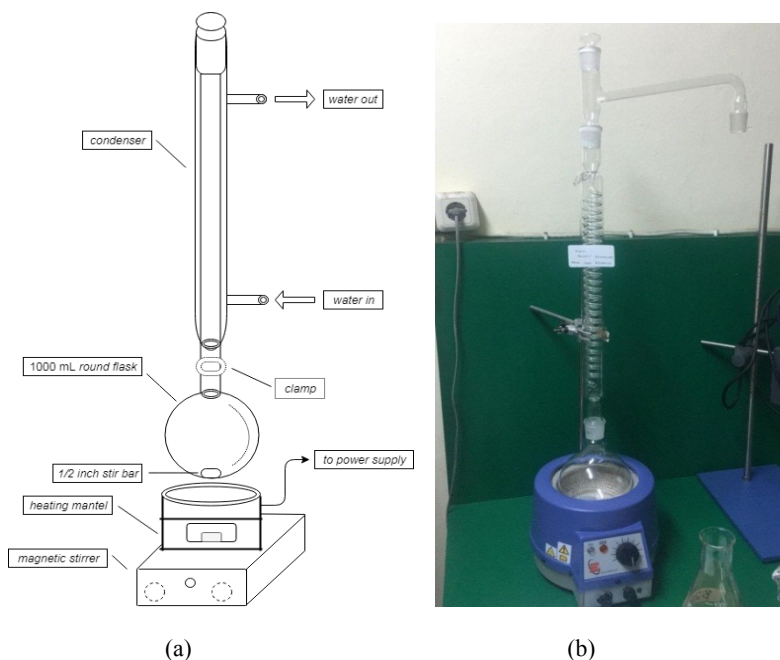 water out
condenser
water in
1000 mL round flask
clamp
1/2 inch stir bar
to power supply
heating mantel
magnetic stirrer
(a)
(b)